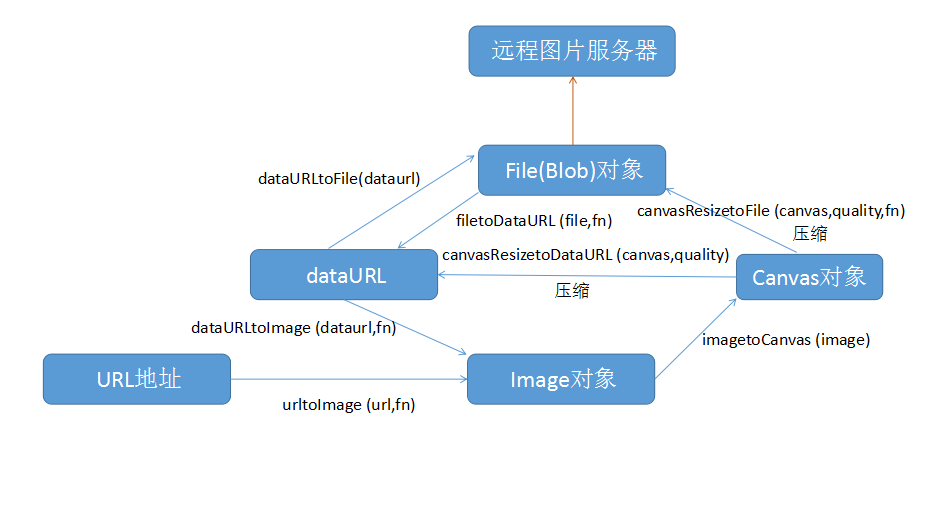 远程图片服务器
File(Blob)对象
dataURLtoFile(dataurl)
canvasResizetoFile (canvas,quality,fn)
压缩
filetoDataURL (file,fn)
canvasResizetoDataURL (canvas,quality)
压缩
dataURL
Canvas对象
dataURLtoImage (dataurl,fn)
imagetoCanvas (image)
URL地址
Image对象
urltoImage (url,fn)